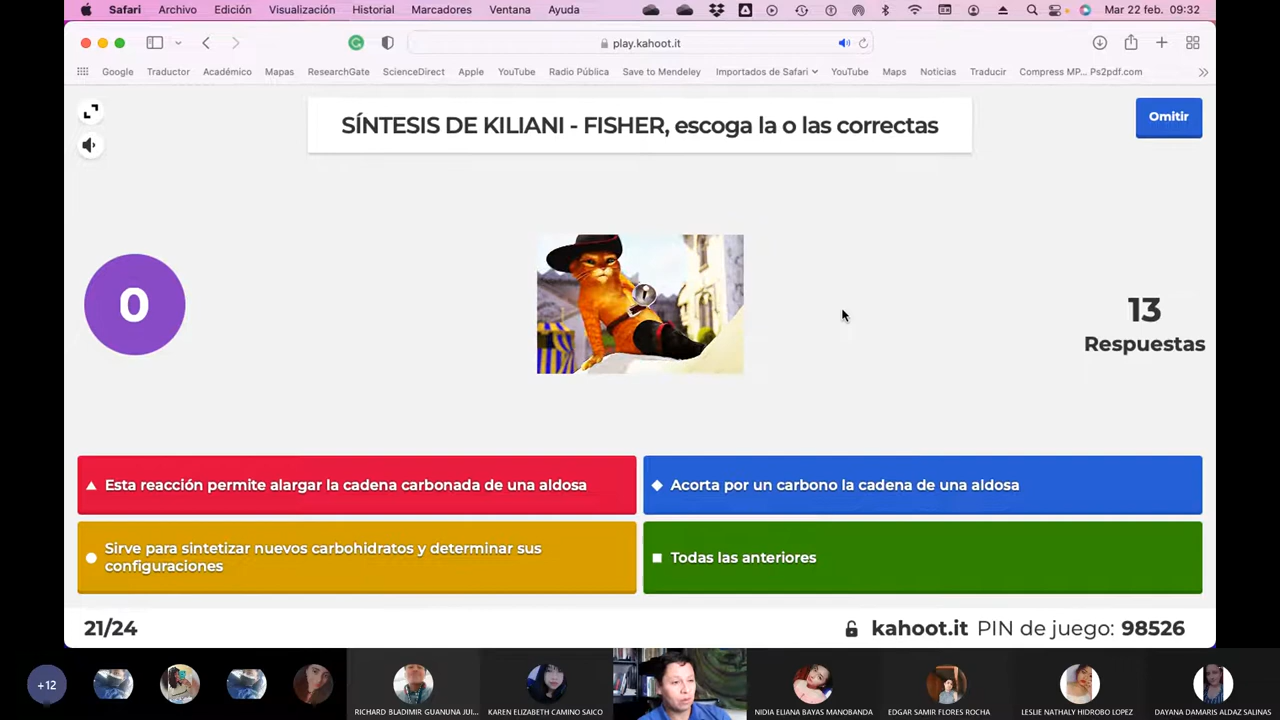 Safari Archivo Edición Visualización Historial Marcadores Ventana Ayuda Mar 22 feb. 09:32
play.kahoot.it
Google Traductor Académico Mapas ResearchGate ScienceDirect Apple YouTube Radio Pública Save to Mendeley Importados de Safari YouTube Maps Noticias Traducir Compress MP... Ps2pdf.com
SÍNTESIS DE KILIANI - FISHER, escoga la o las correctas
Omitir
0
13
Respuestas
Esta reacción permite alargar la cadena carbonada de una aldosa
Acorta por un carbono la cadena de una aldosa
Sirve para sintetizar nuevos carbohidratos y determinar sus
configuraciones
Todas las anteriores
21/24
kahoot.it PIN de juego: 98526
+12
RICHARD BLADIMIR GUANUNA JUI... KAREN ELIZABETH CAMINO SAICO NIDIA ELIANA BAYAS MANOBANDA EDGAR SAMIR FLORES ROCHA LESLIE NATHALY HIDROBO LOPEZ DAYANA DAMARIS ALDAZ SALINAS